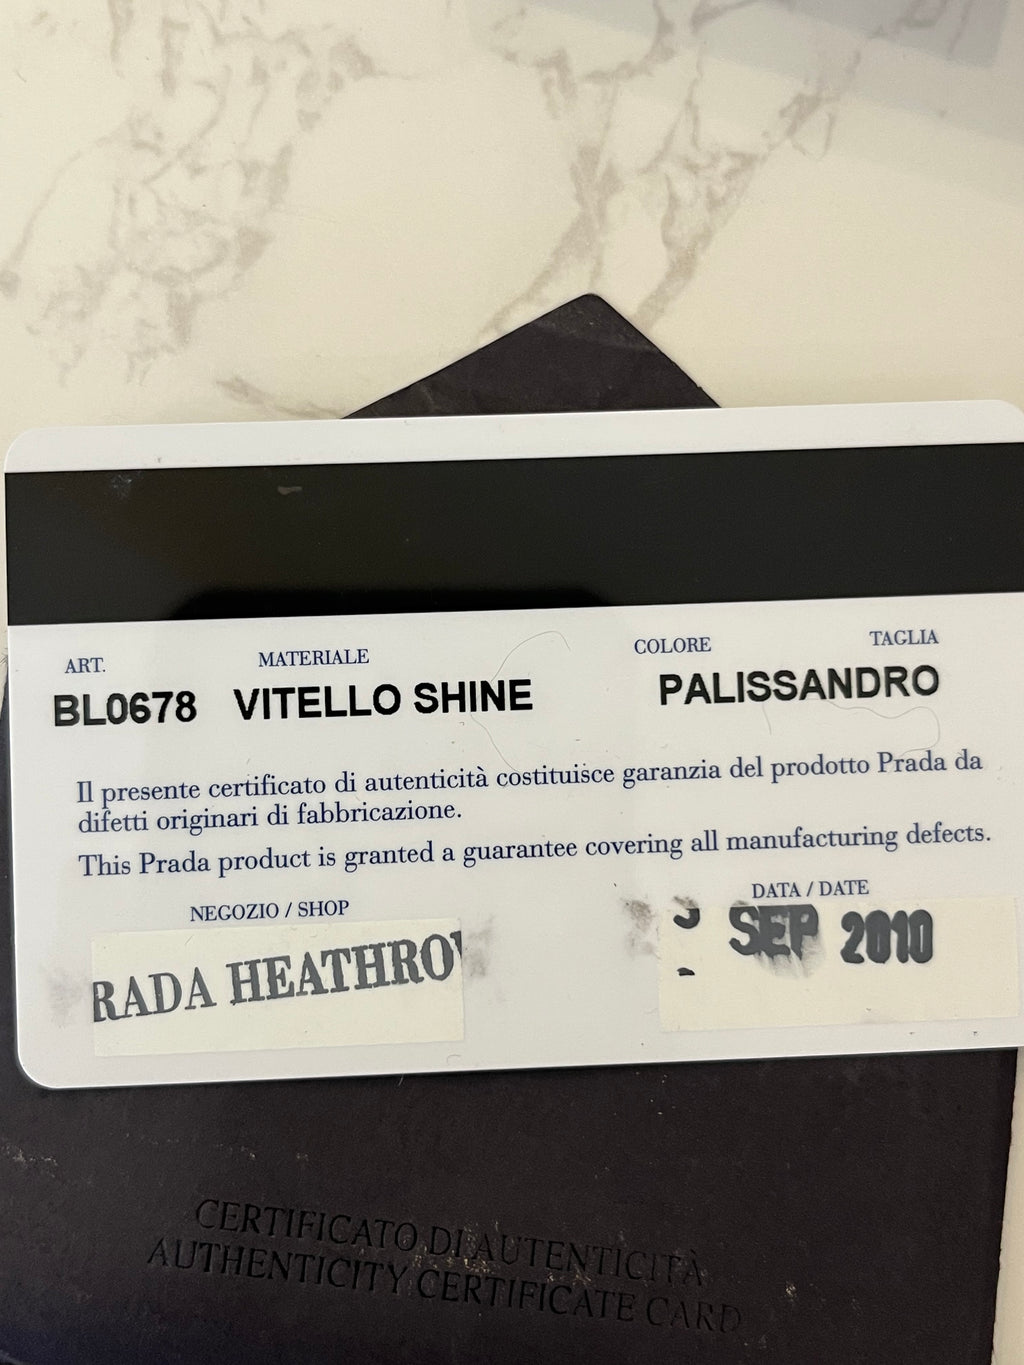 ART. MATERIALE COLORE TAGLIA
BL0678 VITELLO SHINE PALISSANDRO
Il presente certificato di autenticità costituisce garanzia del prodotto Prada da
difetti originari di fabbricazione.
This Prada product is granted a guarantee covering all manufacturing defects.
NEGOZIO / SHOP DATA / DATE
RADA HEATHRO SEP 2010
CERTIFICATO DI AUTENTICITÀ
AUTHENTICITY CERTIFICATE CARD